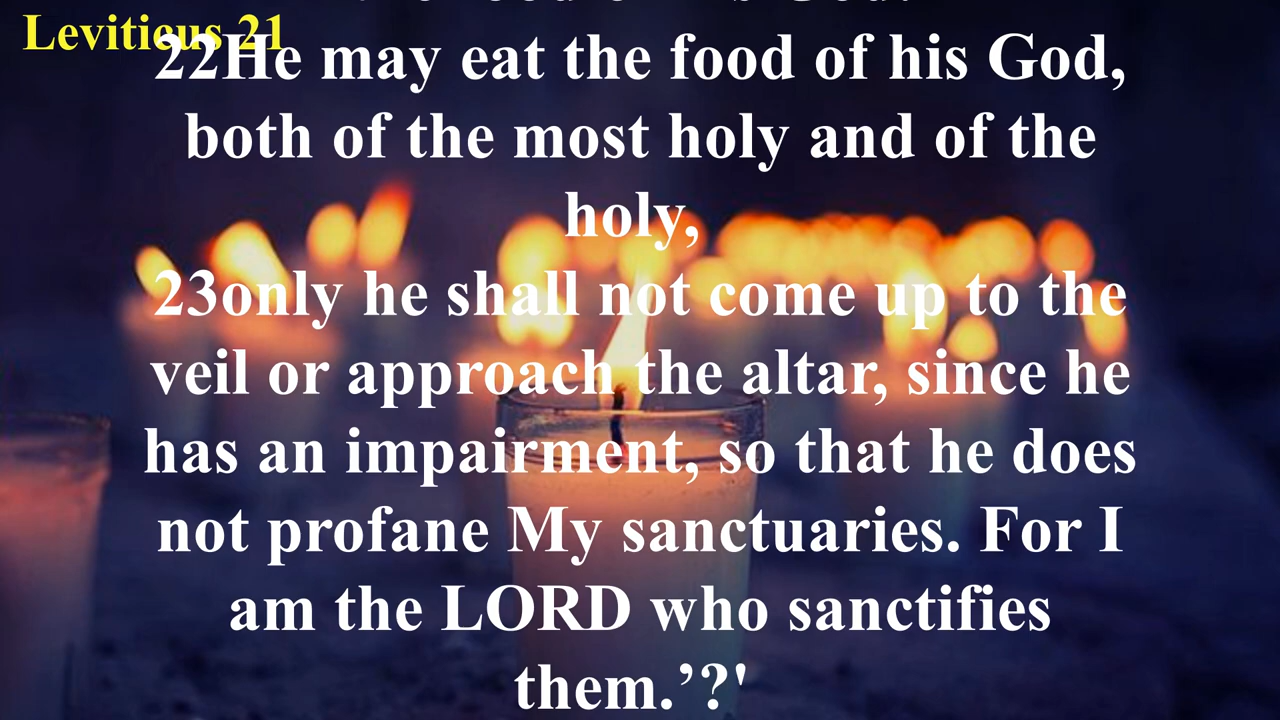 Leviticus 21
22He may eat the food of his God,
both of the most holy and of the
holy,
23only he shall not come up to the
veil or approach the altar, since he
has an impairment, so that he does
not profane My sanctuaries. For I
am the LORD who sanctifies
them.’?'